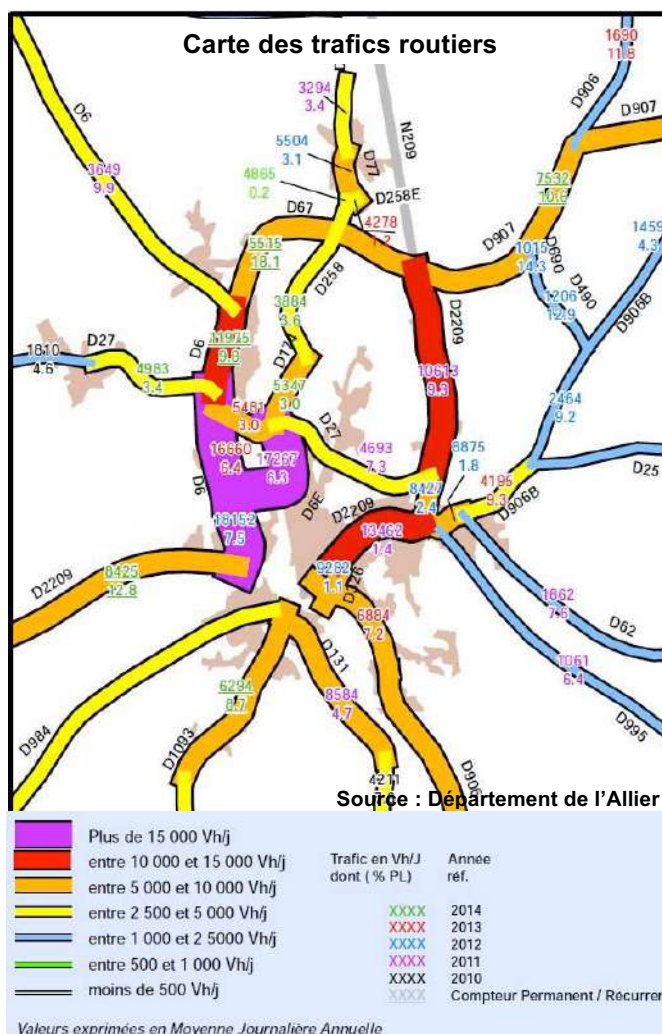 Carte des trafics routiers
1690
11.8
D906
D907
D6
3294
3.4
N209
5504
3.1
D77
4865
0.2
D258E
3649
9.9
D67
4278
7532
D907
1015
14.3
D690
1459
4.3
5515
18.1
D258
3884
3.6
D490
1206
12.9
D906B
D2209
1810
4.6
D27
D6
11975
9.8
4983
3.4
5347
3.0
10613
8.3
5481
3.0
2464
9.2
16660
6.4
17267
6.3
D27
4693
7.3
8875
1.8
D25
D6
D6E
8427
2.4
4195
9.3
D906B
D2209
13462
1.4
18152
7.5
D2209
8425
12.8
9282
1.1
D126
6884
7.2
1662
7.6
D62
6294
8.7
D131
8584
4.7
1061
6.4
D995
D984
D1093
4211
D906
Source : Département de l'Allier
Plus de 15 000 Vh/j
entre 10 000 et 15 000 Vh/j
entre 5 000 et 10 000 Vh/j
entre 2 500 et 5 000 Vh/j
entre 1 000 et 2 5000 Vh/j
entre 500 et 1 000 Vh/j
moins de 500 Vh/j
Trafic en Vh/J
dont ( % PL)
Année
réf.
XXXX 2014
XXXX 2013
XXXX 2012
XXXX 2011
XXXX 2010
XXXX Compteur Permanent / Récurren
Valeurs exprimées en Moyenne Journalière Annuelle